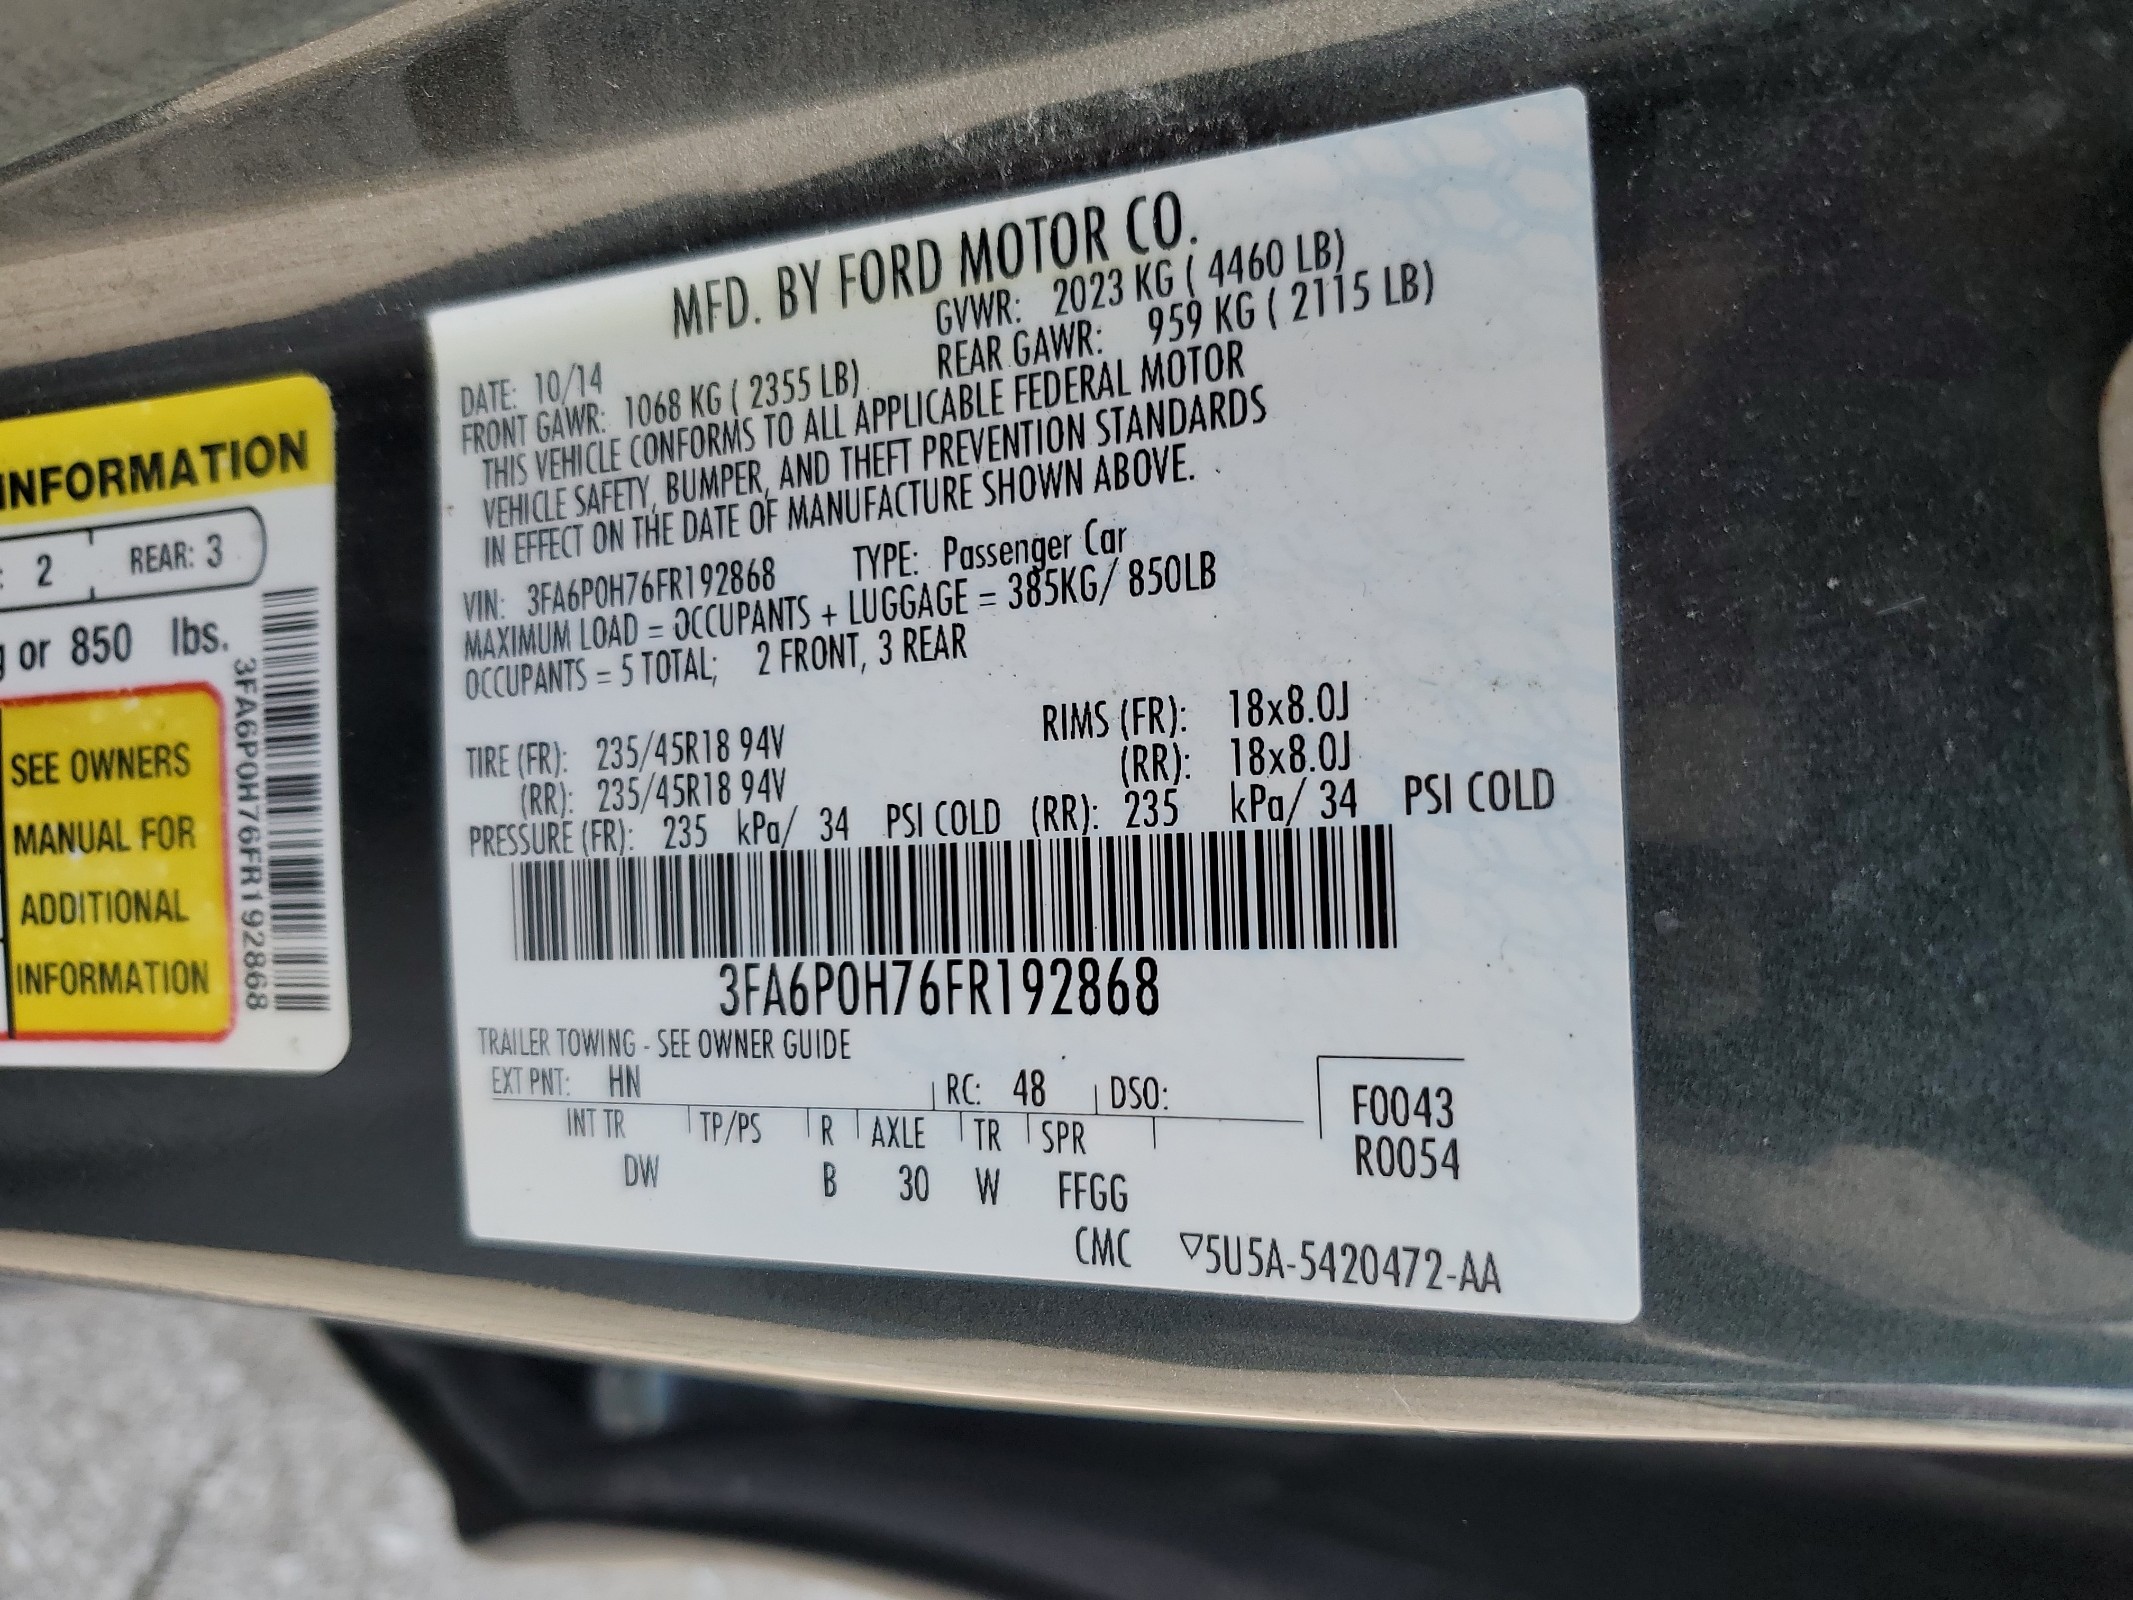 INFORMATION
2 REAR: 3
or 850 lbs.
SEE OWNERS
MANUAL FOR
ADDITIONAL
INFORMATION
3FA6P0H76FR192868
MFD. BY FORD MOTOR CO.
DATE: 10/14 GVWR: 2023 KG ( 4460 LB)
FRONT GAWR: 1068 KG ( 2355 LB) REAR GAWR: 959 KG ( 2115 LB)
THIS VEHICLE CONFORMS TO ALL APPLICABLE FEDERAL MOTOR
VEHICLE SAFETY, BUMPER, AND THEFT PREVENTION STANDARDS
IN EFFECT ON THE DATE OF MANUFACTURE SHOWN ABOVE.
VIN: 3FA6P0H76FR192868 TYPE: Passenger Car
MAXIMUM LOAD = OCCUPANTS + LUGGAGE = 385KG/ 850LB
OCCUPANTS = 5 TOTAL; 2 FRONT, 3 REAR
TIRE (FR): 235/45R18 94V RIMS (FR): 18x8.0J
(RR): 235/45R18 94V (RR): 18x8.0J
PRESSURE (FR): 235 kPa/ 34 PSI COLD (RR): 235 kPa/ 34 PSI COLD
3FA6P0H76FR192868
TRAILER TOWING - SEE OWNER GUIDE
EXT PNT: HN RC: 48 DSO: F0043
INT TR TP/PS R AXLE TR SPR R0054
DW B 30 W FFGG
CMC ▽5U5A-5420472-AA